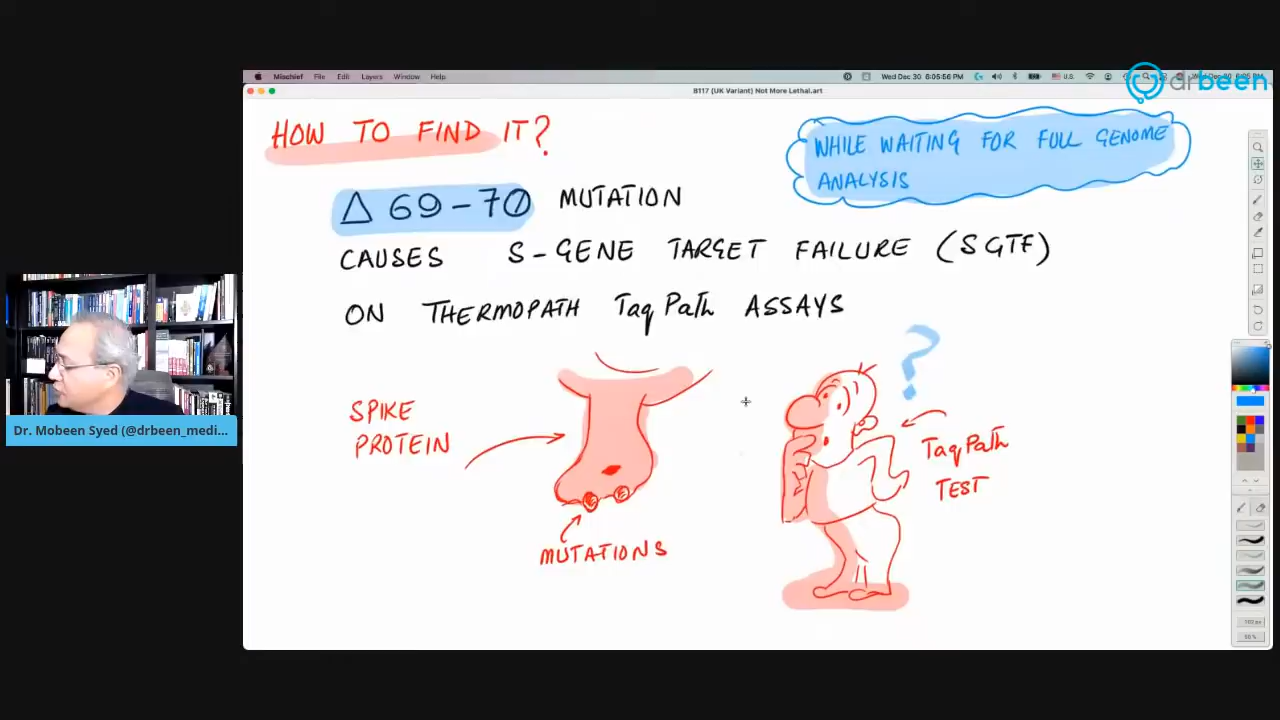 Mischief File Edit Layers Window Help
U.S. Wed Dec 30 6:05:56 PM
drbeen
B117 (UK Variant) Not More Lethal.art
HOW TO FIND IT?
WHILE WAITING FOR FULL GENOME
ANALYSIS
Δ 69-70 MUTATION
CAUSES S-GENE TARGET FAILURE (SGTF)
ON THERMOPATH TaqPath ASSAYS
?
SPIKE
PROTEIN
MUTATIONS
TaqPath
TEST
Dr. Mobeen Syed (@drbeen_medi...